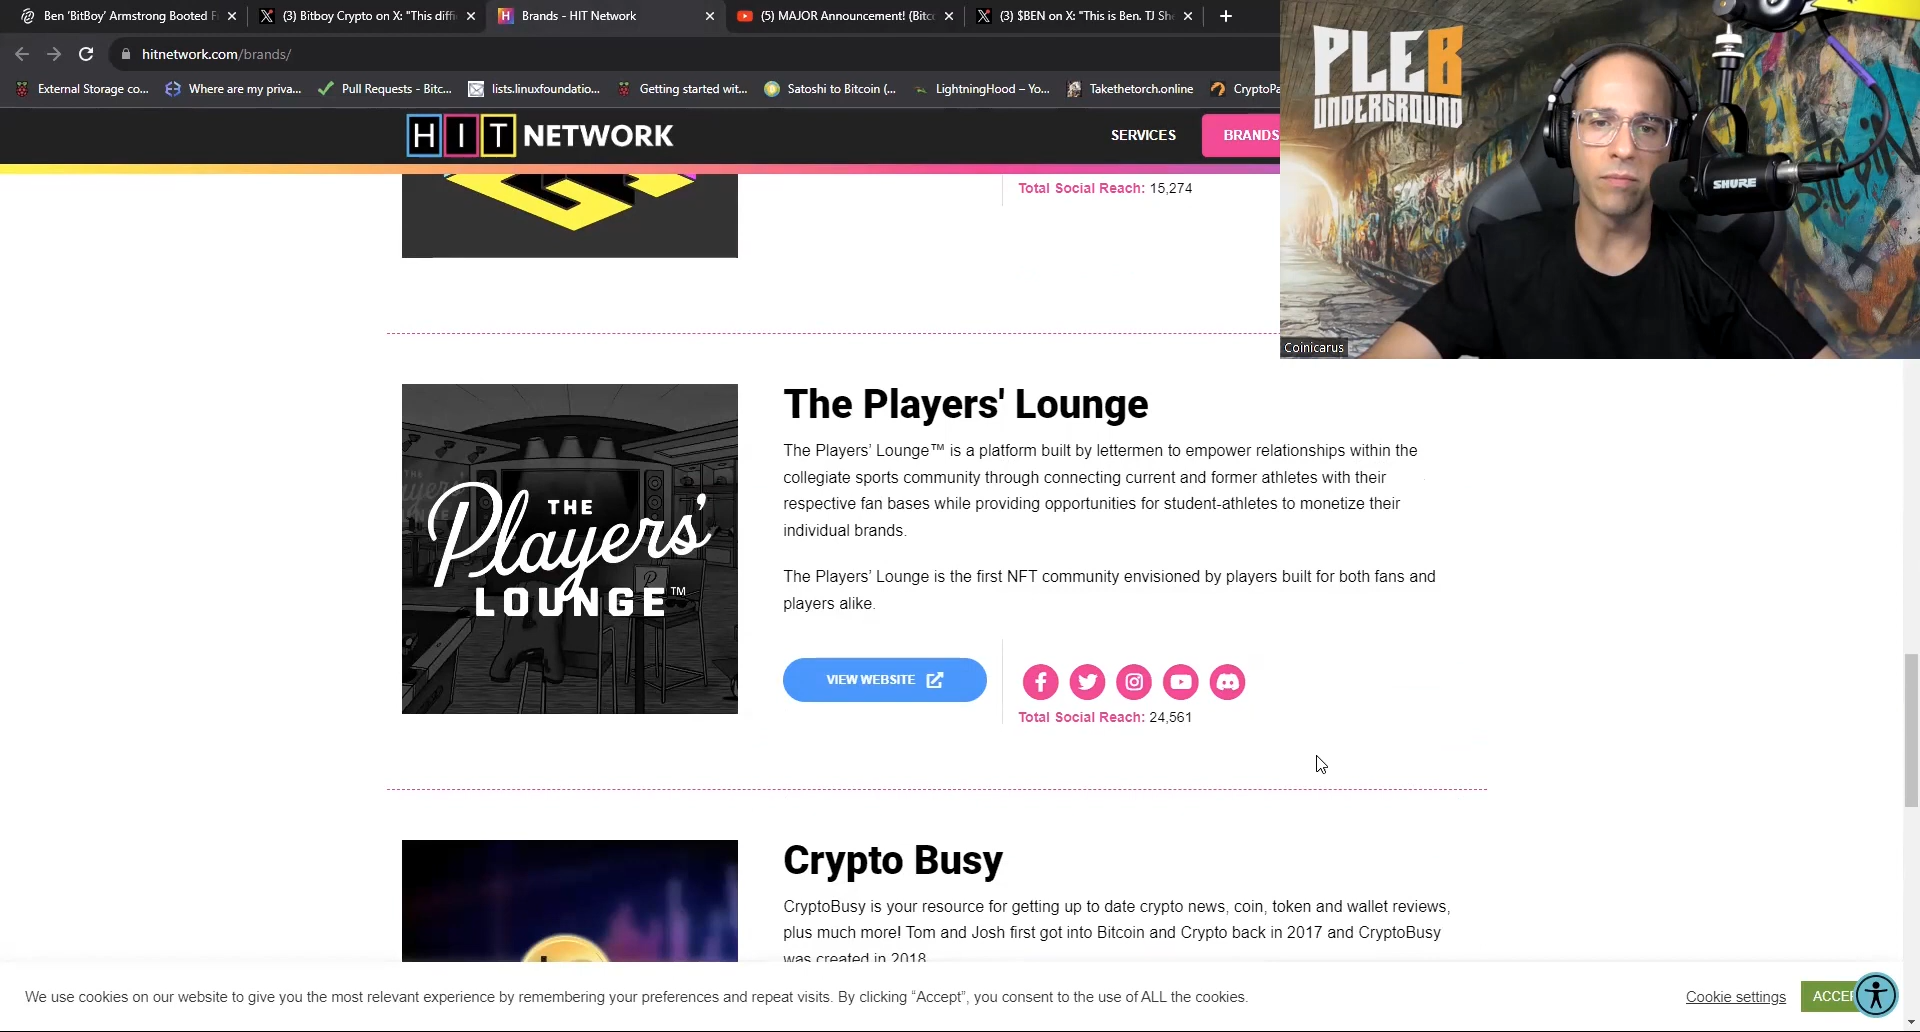 Ben 'BitBoy' Armstrong Booted F
(3) Bitboy Crypto on X: "This diffi
Brands - HIT Network
(5) MAJOR Announcement! (Bitco
(3) $BEN on X: "This is Ben. TJ She
hitnetwork.com/brands/
External Storage co...
Where are my priva...
Pull Requests - Bitc...
lists.linuxfoundatio...
Getting started wit...
Satoshi to Bitcoin (...
LightningHood – Yo...
Takethetorch.online
CryptoPa
PLEB
UNDERGROUND
HIT NETWORK
SERVICES
BRANDS
SHURE
Total Social Reach: 15,274
Coinicarus
THE
Players'
LOUNGE™
The Players' Lounge
The Players' Lounge™ is a platform built by lettermen to empower relationships within the
collegiate sports community through connecting current and former athletes with their
respective fan bases while providing opportunities for student-athletes to monetize their
individual brands.
The Players' Lounge is the first NFT community envisioned by players built for both fans and
players alike.
VIEW WEBSITE
Total Social Reach: 24,561
Crypto Busy
CryptoBusy is your resource for getting up to date crypto news, coin, token and wallet reviews,
plus much more! Tom and Josh first got into Bitcoin and Crypto back in 2017 and CryptoBusy
was created in 2018
We use cookies on our website to give you the most relevant experience by remembering your preferences and repeat visits. By clicking “Accept”, you consent to the use of ALL the cookies.
Cookie settings
ACCEP